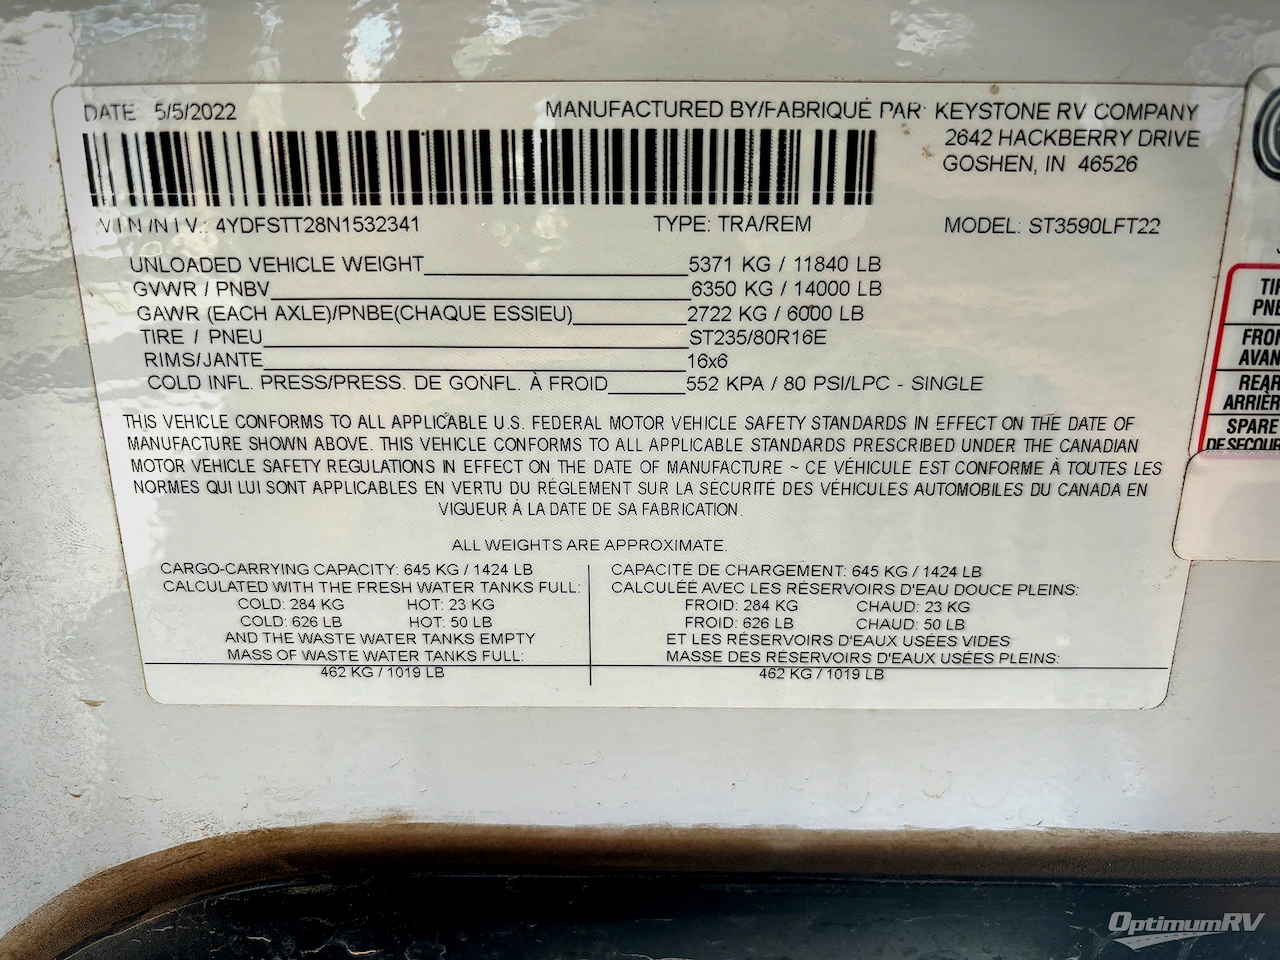 DATE 5/5/2022
MANUFACTURED BY/FABRIQUÉ PAR: KEYSTONE RV COMPANY
2642 HACKBERRY DRIVE
GOSHEN, IN 46526
V.I.N./N.I.V.: 4YDFSTT28N1532341 TYPE: TRA/REM MODEL: ST3590LFT22
UNLOADED VEHICLE WEIGHT 5371 KG / 11840 LB
GVWR / PNBV 6350 KG / 14000 LB
GAWR (EACH AXLE)/PNBE(CHAQUE ESSIEU) 2722 KG / 6000 LB
TIRE / PNEU ST235/80R16E
RIMS/JANTE 16x6
COLD INFL. PRESS/PRESS. DE GONFL. À FROID 552 KPA / 80 PSI/LPC - SINGLE
THIS VEHICLE CONFORMS TO ALL APPLICABLE U.S. FEDERAL MOTOR VEHICLE SAFETY STANDARDS IN EFFECT ON THE DATE OF
MANUFACTURE SHOWN ABOVE. THIS VEHICLE CONFORMS TO ALL APPLICABLE STANDARDS PRESCRIBED UNDER THE CANADIAN
MOTOR VEHICLE SAFETY REGULATIONS IN EFFECT ON THE DATE OF MANUFACTURE ~ CE VÉHICULE EST CONFORME À TOUTES LES
NORMES QUI LUI SONT APPLICABLES EN VERTU DU RÉGLEMENT SUR LA SÉCURITÉ DES VÉHICULES AUTOMOBILES DU CANADA EN
VIGUEUR À LA DATE DE SA FABRICATION.
ALL WEIGHTS ARE APPROXIMATE.
CARGO-CARRYING CAPACITY: 645 KG / 1424 LB
CALCULATED WITH THE FRESH WATER TANKS FULL:
COLD: 284 KG HOT: 23 KG
COLD: 626 LB HOT: 50 LB
AND THE WASTE WATER TANKS EMPTY
MASS OF WASTE WATER TANKS FULL:
462 KG / 1019 LB
CAPACITÉ DE CHARGEMENT: 645 KG / 1424 LB
CALCULÉE AVEC LES RÉSERVOIRS D'EAU DOUCE PLEINS:
FROID: 284 KG CHAUD: 23 KG
FROID: 626 LB CHAUD: 50 LB
ET LES RÉSERVOIRS D'EAUX USÉES VIDES
MASSE DES RÉSERVOIRS D'EAUX USÉES PLEINS:
462 KG / 1019 LB
REAR
SPARE
OptimumRV